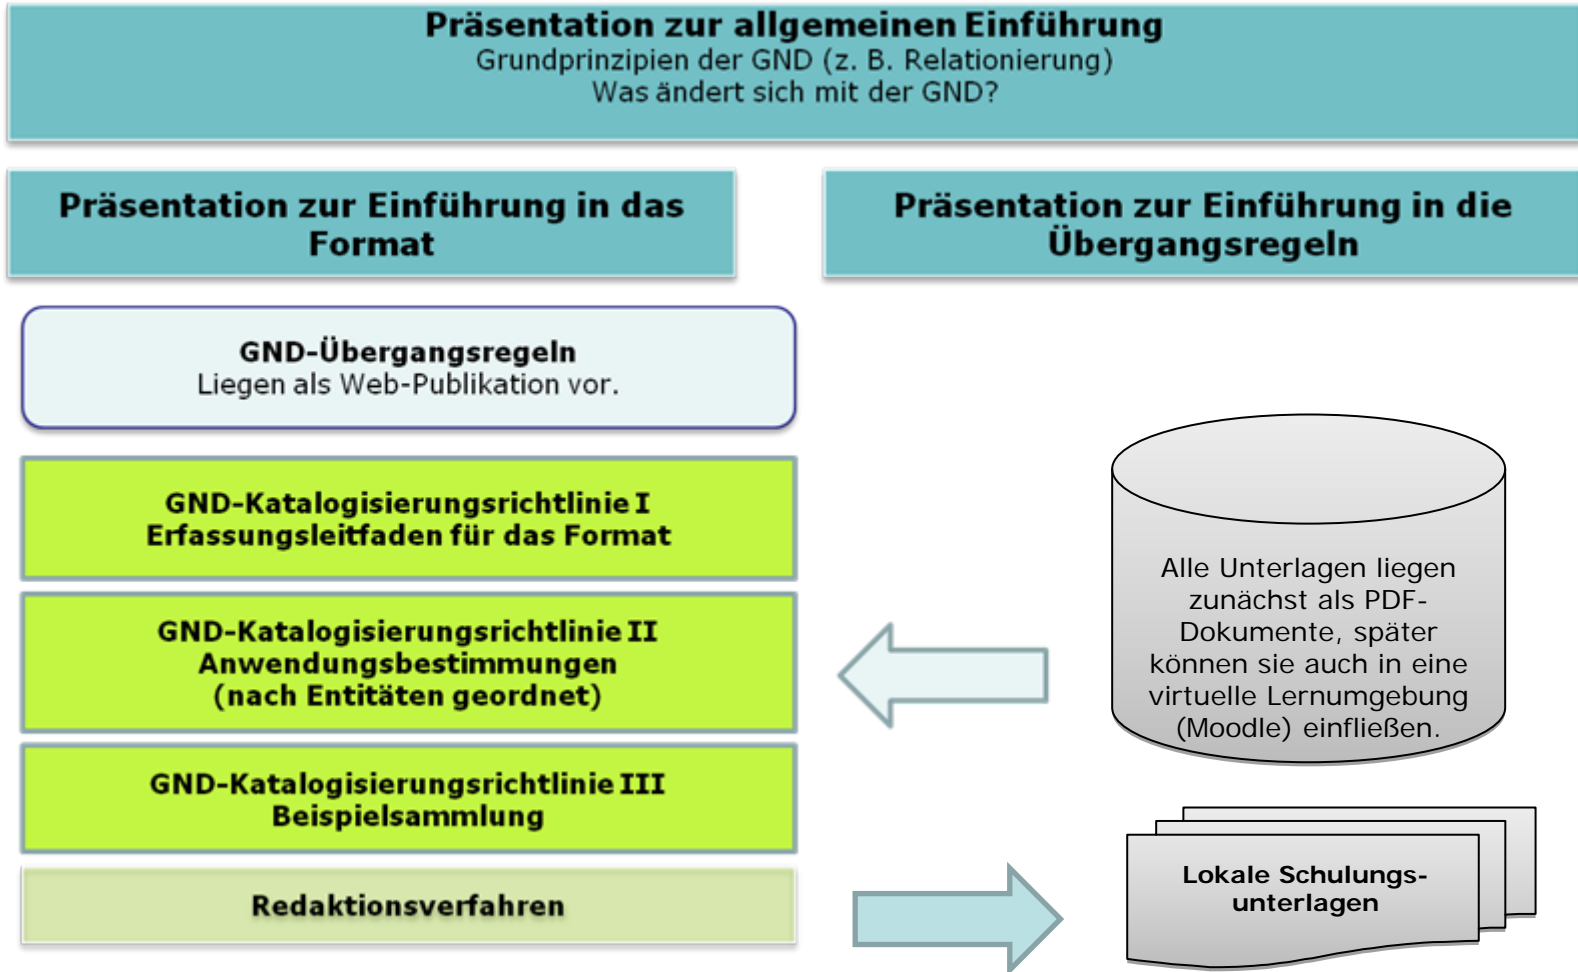 Präsentation zur allgemeinen Einführung
Grundprinzipien der GND (z. B. Relationierung)
Was ändert sich mit der GND?
Präsentation zur Einführung in das
Format
Präsentation zur Einführung in die
Übergangsregeln
GND-Übergangsregeln
Liegen als Web-Publikation vor.
GND-Katalogisierungsrichtlinie I
Erfassungsleitfaden für das Format
GND-Katalogisierungsrichtlinie II
Anwendungsbestimmungen
(nach Entitäten geordnet)
GND-Katalogisierungsrichtlinie III
Beispielsammlung
Redaktionsverfahren
Alle Unterlagen liegen
zunächst als PDF-
Dokumente, später
können sie auch in eine
virtuelle Lernumgebung
(Moodle) einfließen.
Lokale Schulungs-
unterlagen